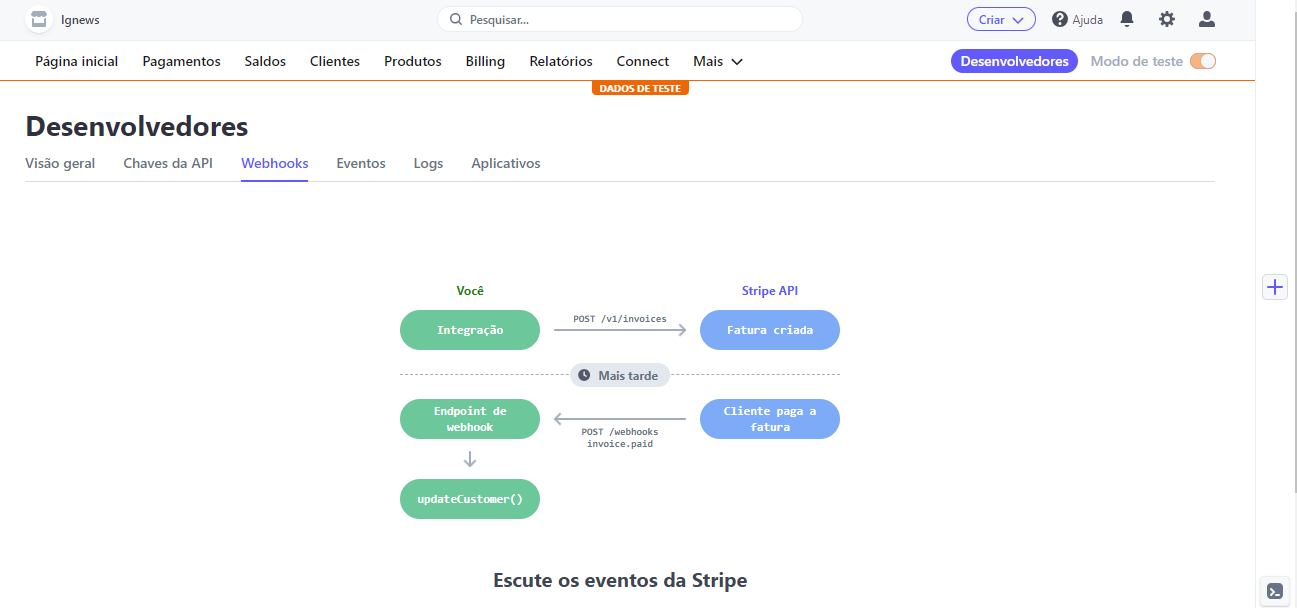 Ignews
Pesquisar...
Criar
Ajuda
Página inicial
Pagamentos
Saldos
Clientes
Produtos
Billing
Relatórios
Connect
Mais
Desenvolvedores
Modo de teste
DADOS DE TESTE
Desenvolvedores
Visão geral
Chaves da API
Webhooks
Eventos
Logs
Aplicativos
Você
Stripe API
Integração
POST /v1/invoices
Fatura criada
Mais tarde
Endpoint de
webhook
POST /webhooks
invoice.paid
Cliente paga a
fatura
updateCustomer()
Escute os eventos da Stripe